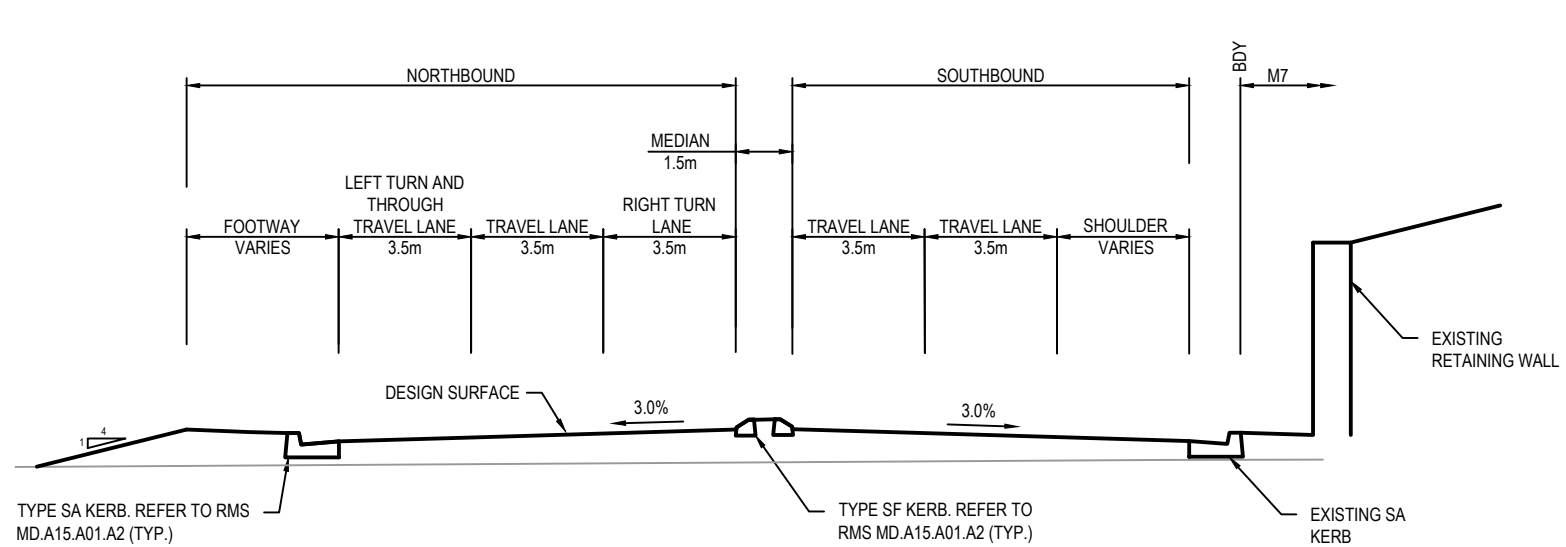 NORTHBOUND
SOUTHBOUND
BDY
M7
MEDIAN
1.5m
LEFT TURN AND
THROUGH
TRAVEL LANE
3.5m
FOOTWAY
VARIES
TRAVEL LANE
3.5m
RIGHT TURN
LANE
3.5m
TRAVEL LANE
3.5m
TRAVEL LANE
3.5m
SHOULDER
VARIES
EXISTING
RETAINING WALL
DESIGN SURFACE
3.0%
3.0%
1
4
TYPE SA KERB. REFER TO RMS
MD.A15.A01.A2 (TYP.)
TYPE SF KERB. REFER TO
RMS MD.A15.A01.A2 (TYP.)
EXISTING SA
KERB